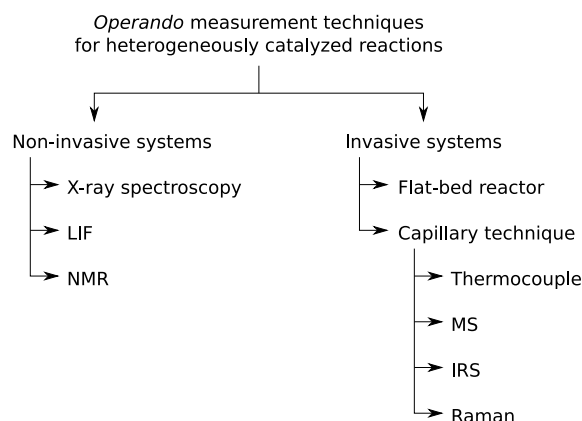 Operando measurement techniques
for heterogeneously catalyzed reactions
Non-invasive systems
X-ray spectroscopy
LIF
NMR
Invasive systems
Flat-bed reactor
Capillary technique
Thermocouple
MS
IRS
Raman